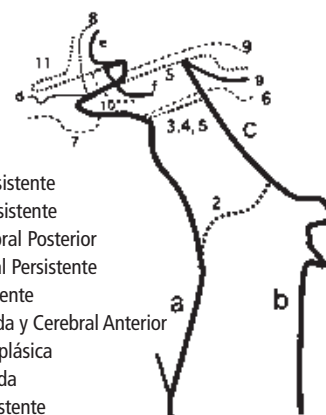 8
e
11
5
9
9
d
f
10
6
3,4,5
7
C
2
sistente
sistente
oral Posterior
al Persistente
ente
a
b
da y Cerebral Anterior
plásica
da
stente